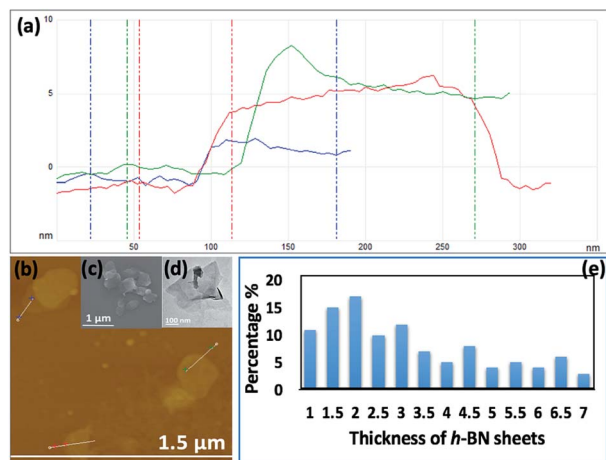 (a)
10
5
0
nm
50
100
150
200
250
300
nm
(b)
(c)
1 μm
(d)
100 nm
1.5 μm
(e)
Percentage %
20
15
10
5
0
1 1.5 2 2.5 3 3.5 4 4.5 5 5.5 6 6.5 7
Thickness of h-BN sheets